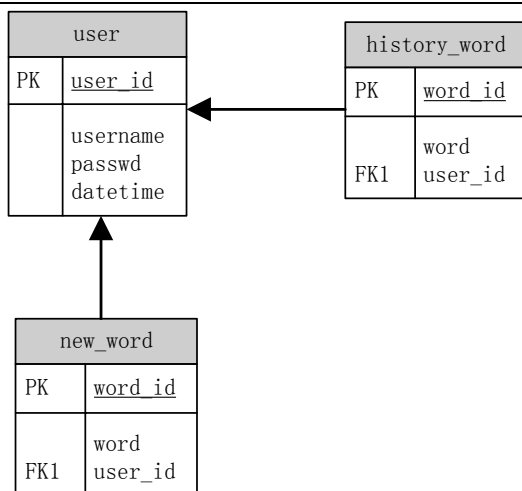 user
PK user_id
username
passwd
datetime
history_word
PK word_id
word
FK1 user_id
new_word
PK word_id
word
FK1 user_id